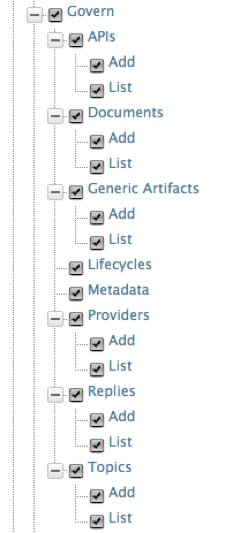 Govern
APIs
Add
List
Documents
Add
List
Generic Artifacts
Add
List
Lifecycles
Metadata
Providers
Add
List
Replies
Add
List
Topics
Add
List